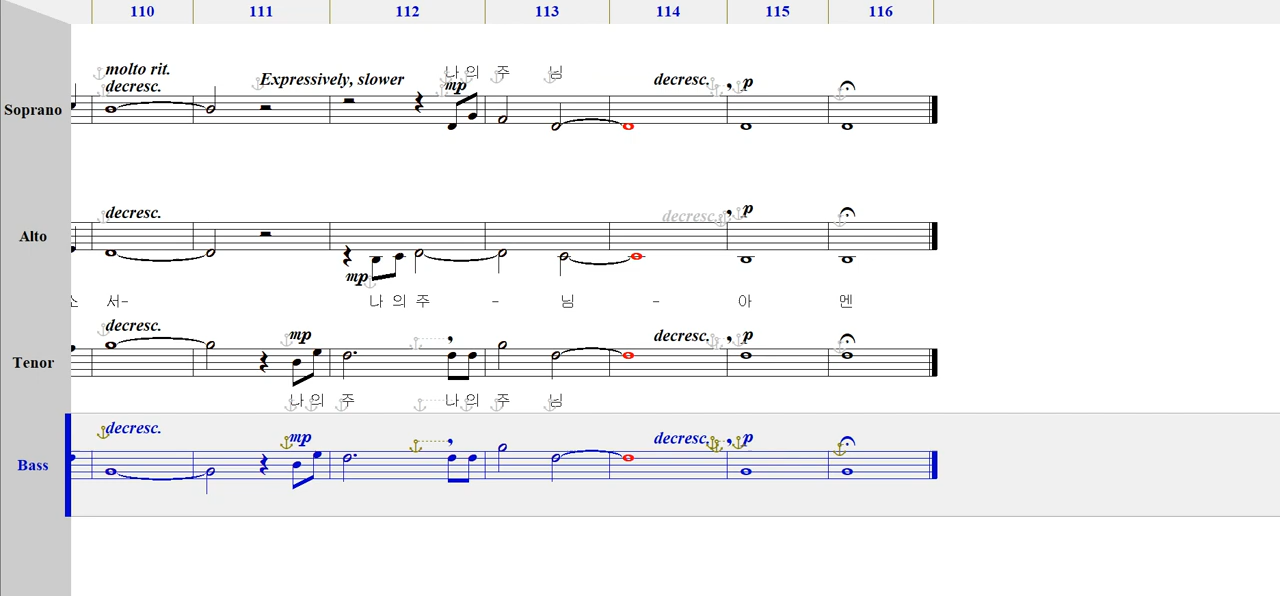 110 111 112 113 114 115 116
molto rit.
decresc.
Expressively, slower
나 의 주 님
mp
decresc.
p
Soprano
decresc.
decresc.
p
Alto
mp
소 서- 나 의 주 - 님 - 아 멘
decresc.
mp
decresc.
p
Tenor
나 의 주 나 의 주 님
decresc.
mp
decresc.
p
Bass